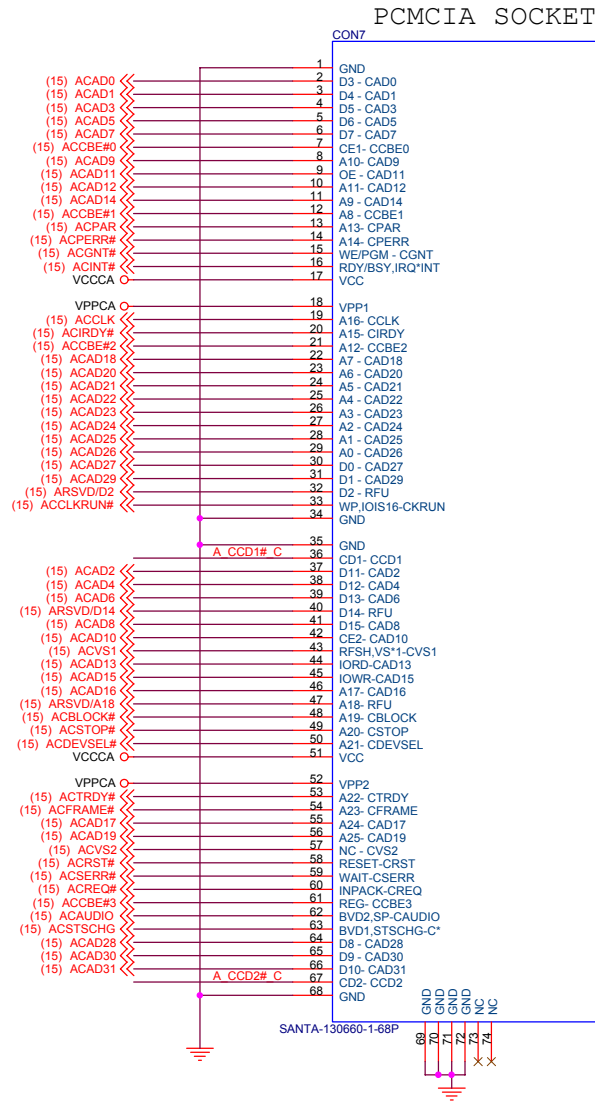 PCMCIA SOCKET
CON7
1 GND
(15) ACAD0 2 D3 - CAD0
(15) ACAD1 3 D4 - CAD1
(15) ACAD3 4 D5 - CAD3
(15) ACAD5 5 D6 - CAD5
(15) ACAD7 6 D7 - CAD7
(15) ACCBE#0 7 CE1- CCBE0
(15) ACAD9 8 A10- CAD9
(15) ACAD11 9 OE - CAD11
(15) ACAD12 10 A11- CAD12
(15) ACAD14 11 A9 - CAD14
(15) ACCBE#1 12 A8 - CCBE1
(15) ACPAR 13 A13- CPAR
(15) ACPERR# 14 A14- CPERR
(15) ACGNT# 15 WE/PGM - CGNT
(15) ACINT# 16 RDY/BSY,IRQ*INT
VCCCA 17 VCC
VPPCA 18 VPP1
(15) ACCLK 19 A16- CCLK
(15) ACIRDY# 20 A15- CIRDY
(15) ACCBE#2 21 A12- CCBE2
(15) ACAD18 22 A7 - CAD18
(15) ACAD20 23 A6 - CAD20
(15) ACAD21 24 A5 - CAD21
(15) ACAD22 25 A4 - CAD22
(15) ACAD23 26 A3 - CAD23
(15) ACAD24 27 A2 - CAD24
(15) ACAD25 28 A1 - CAD25
(15) ACAD26 29 A0 - CAD26
(15) ACAD27 30 D0 - CAD27
(15) ACAD29 31 D1 - CAD29
(15) ARSVD/D2 32 D2 - RFU
(15) ACCLKRUN# 33 WP,IOIS16-CKRUN
34 GND
35 GND
A_CCD1#_C 36 CD1- CCD1
(15) ACAD2 37 D11- CAD2
(15) ACAD4 38 D12- CAD4
(15) ACAD6 39 D13- CAD6
(15) ARSVD/D14 40 D14- RFU
(15) ACAD8 41 D15- CAD8
(15) ACAD10 42 CE2- CAD10
(15) ACVS1 43 RFSH,VS*1-CVS1
(15) ACAD13 44 IORD-CAD13
(15) ACAD15 45 IOWR-CAD15
(15) ACAD16 46 A17- CAD16
(15) ARSVD/A18 47 A18- RFU
(15) ACBLOCK# 48 A19- CBLOCK
(15) ACSTOP# 49 A20- CSTOP
(15) ACDEVSEL# 50 A21- CDEVSEL
VCCCA 51 VCC
VPPCA 52 VPP2
(15) ACTRDY# 53 A22- CTRDY
(15) ACFRAME# 54 A23- CFRAME
(15) ACAD17 55 A24- CAD17
(15) ACAD19 56 A25- CAD19
(15) ACVS2 57 NC - CVS2
(15) ACRST# 58 RESET-CRST
(15) ACSERR# 59 WAIT-CSERR
(15) ACREQ# 60 INPACK-CREQ
(15) ACCBE#3 61 REG- CCBE3
(15) ACAUDIO 62 BVD2,SP-CAUDIO
(15) ACSTSCHG 63 BVD1,STSCHG-C*
(15) ACAD28 64 D8 - CAD28
(15) ACAD30 65 D9 - CAD30
(15) ACAD31 66 D10- CAD31
A_CCD2#_C 67 CD2- CCD2
68 GND
GND GND GND GND NC NC
SANTA-130660-1-68P
69 70 71 72 73 74